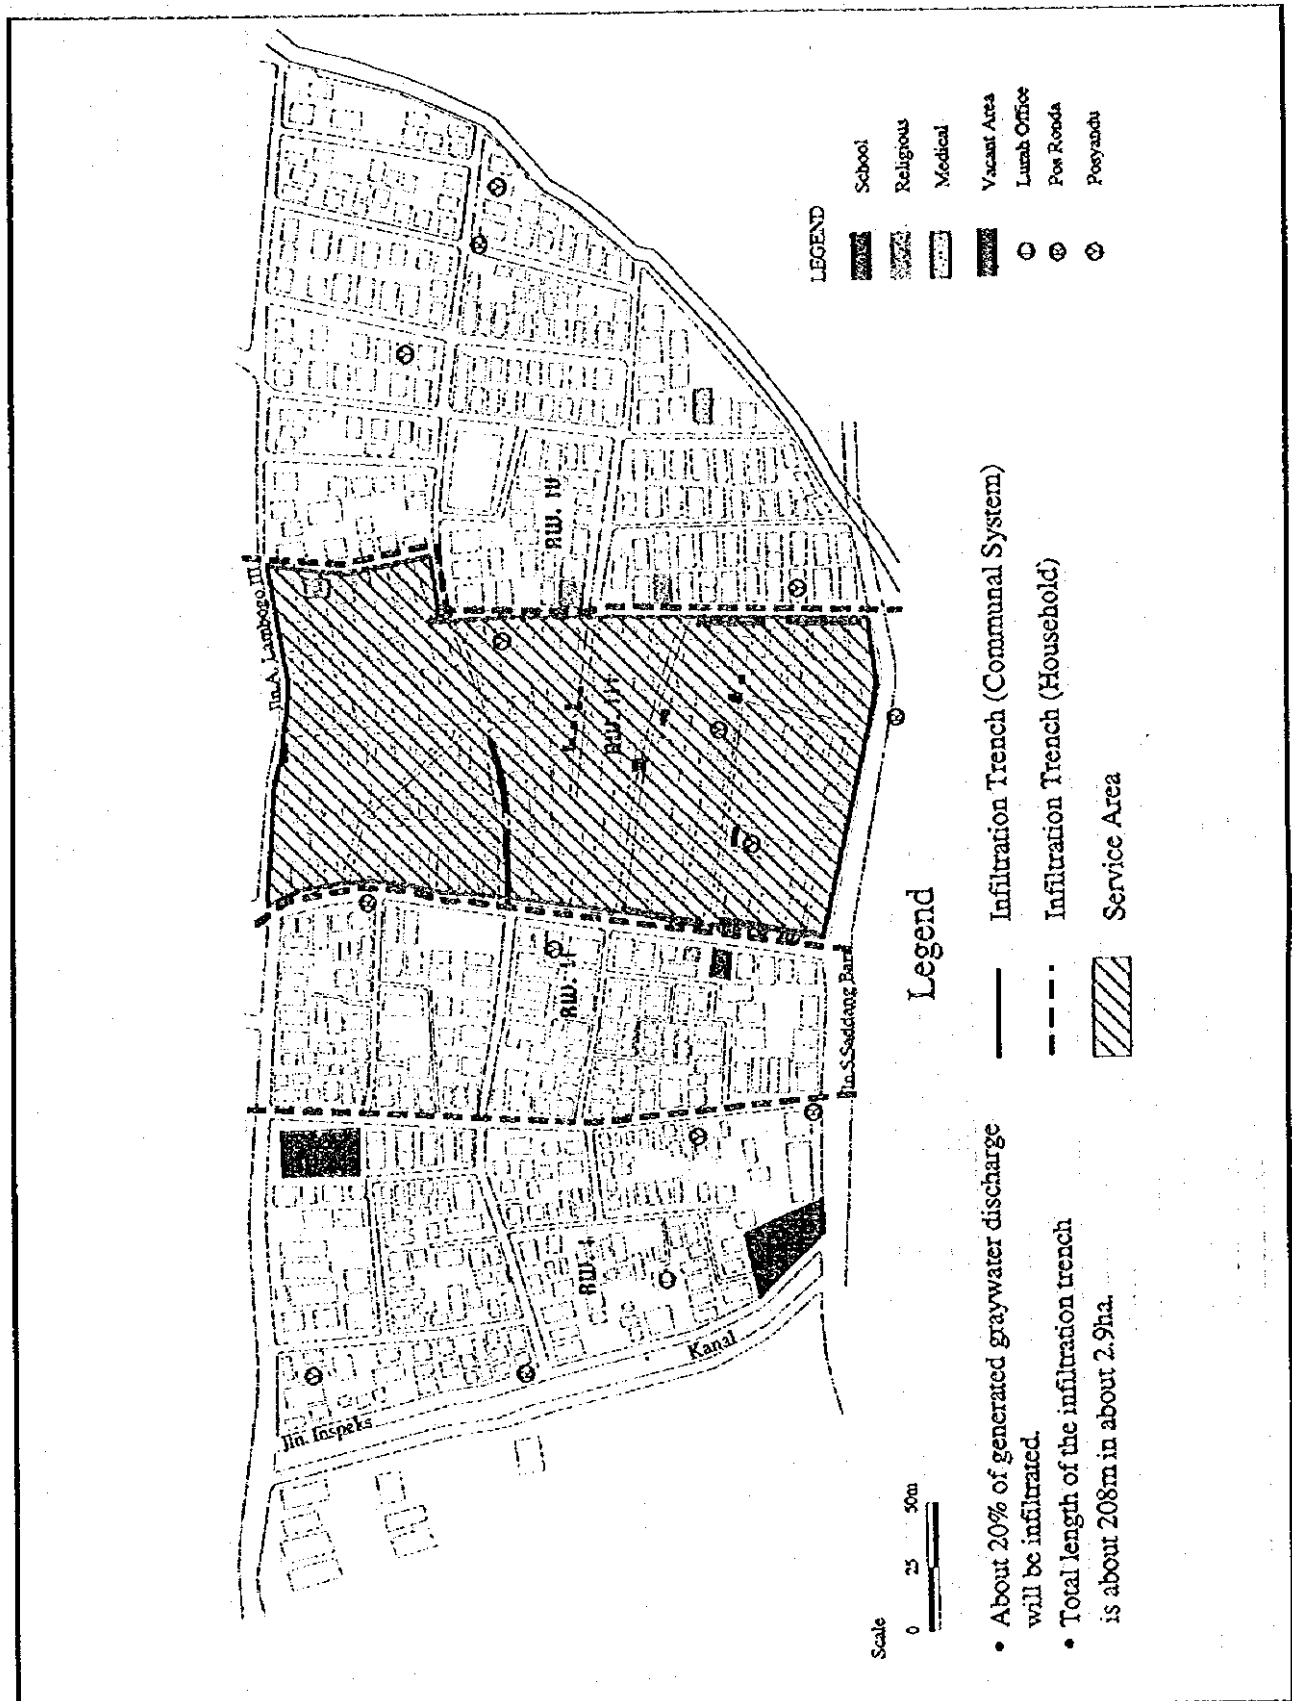 Jln. A. Lambogo III
RW. IV
RW. III
RW. II
RW. I
Jln. Inspeks
Kanal
Jln. S. Saddang Baru
LEGEND
School
Religious
Medical
Vacant Area
Lurah Office
Pos Ronda
Posyandu
Scale
0 25 50m
Legend
Infiltration Trench (Communal System)
Infiltration Trench (Household)
Service Area
• About 20% of generated graywater discharge
will be infiltrated.
• Total length of the infiltration trench
is about 208m in about 2.9ha.